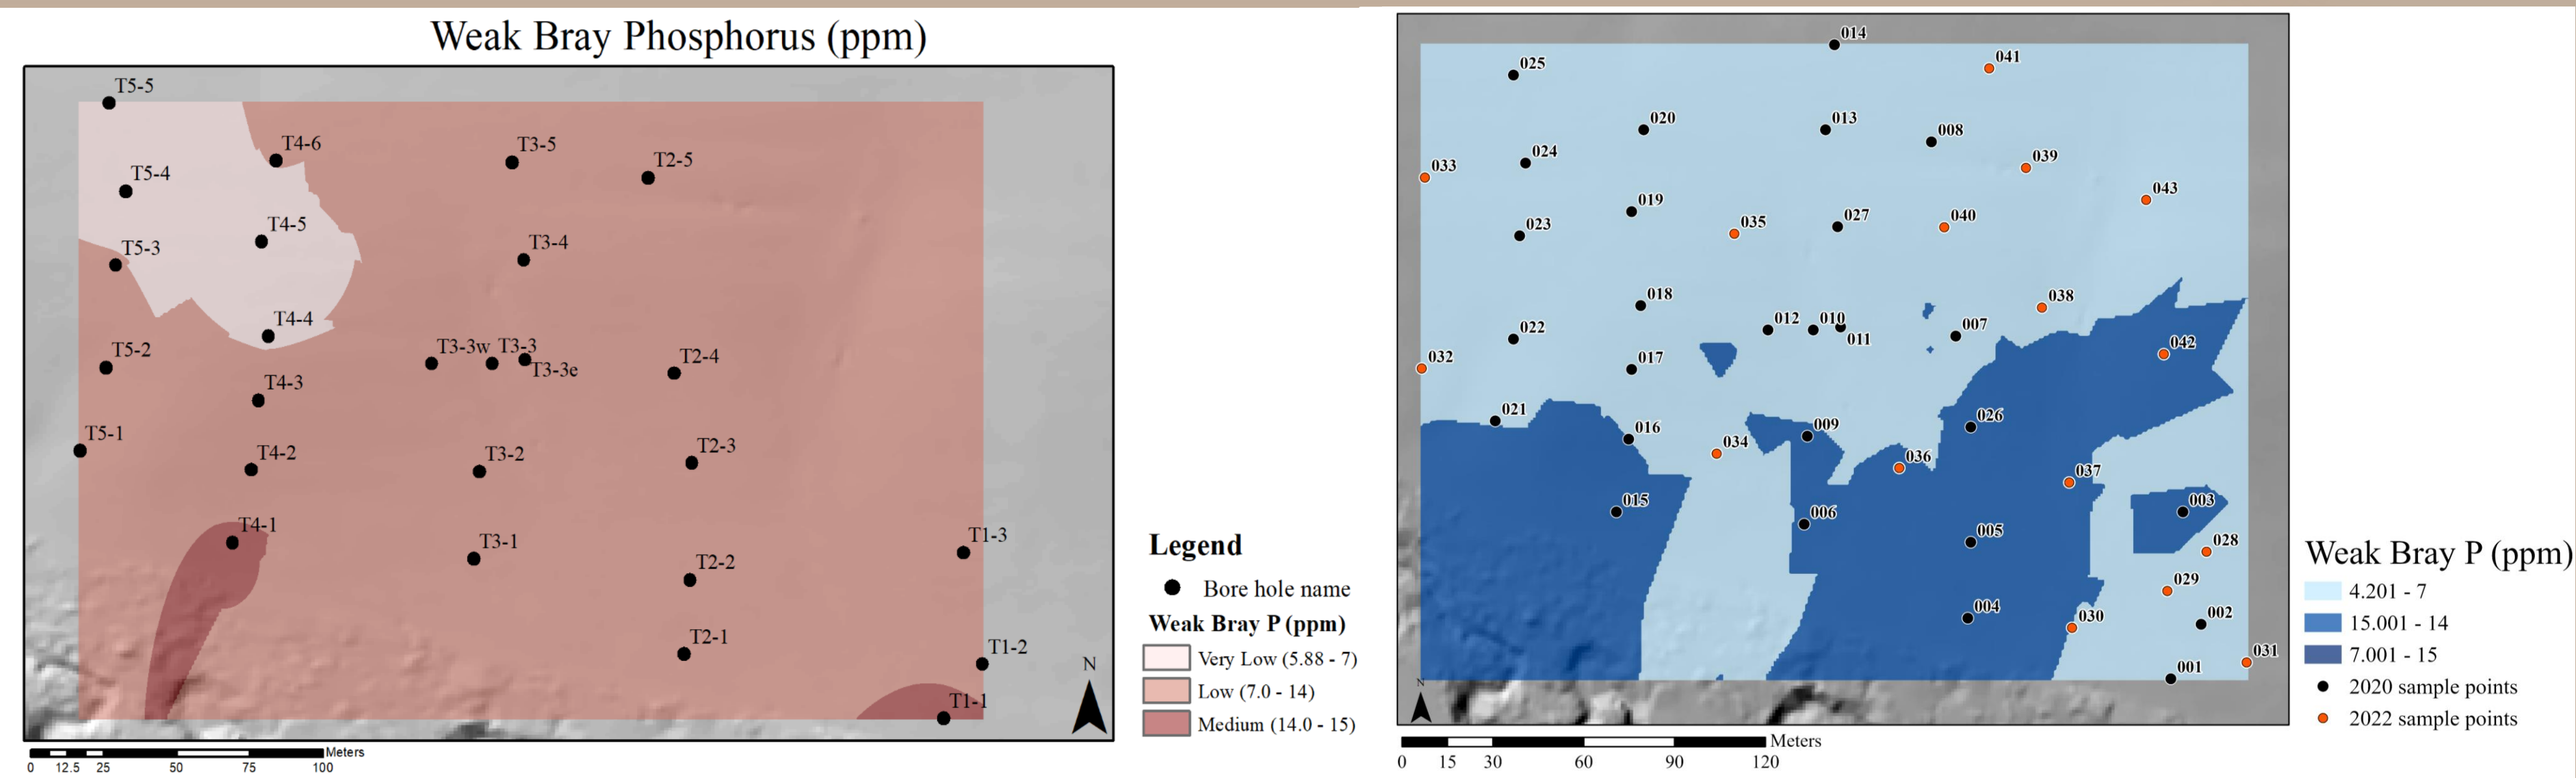 Weak Bray Phosphorus (ppm)
T5-5
T4-6
T3-5
T2-5
T5-4
T4-5
T5-3
T3-4
T4-4
T5-2
T3-3w
T3-3
T3-3e
T2-4
T4-3
T5-1
T4-2
T3-2
T2-3
T4-1
T3-1
T1-3
T2-2
T2-1
T1-2
T1-1
N
Meters
0 12.5 25 50 75 100
Legend
Bore hole name
Weak Bray P (ppm)
Very Low (5.88 - 7)
Low (7.0 - 14)
Medium (14.0 - 15)
014
041
025
020
013
008
024
039
033
043
019
035
027
040
023
018
038
012
010
011
007
022
042
032
017
021
026
016
009
034
036
037
015
006
003
005
028
029
004
030
002
031
001
N
Meters
0 15 30 60 90 120
Weak Bray P (ppm)
4.201 - 7
15.001 - 14
7.001 - 15
2020 sample points
2022 sample points